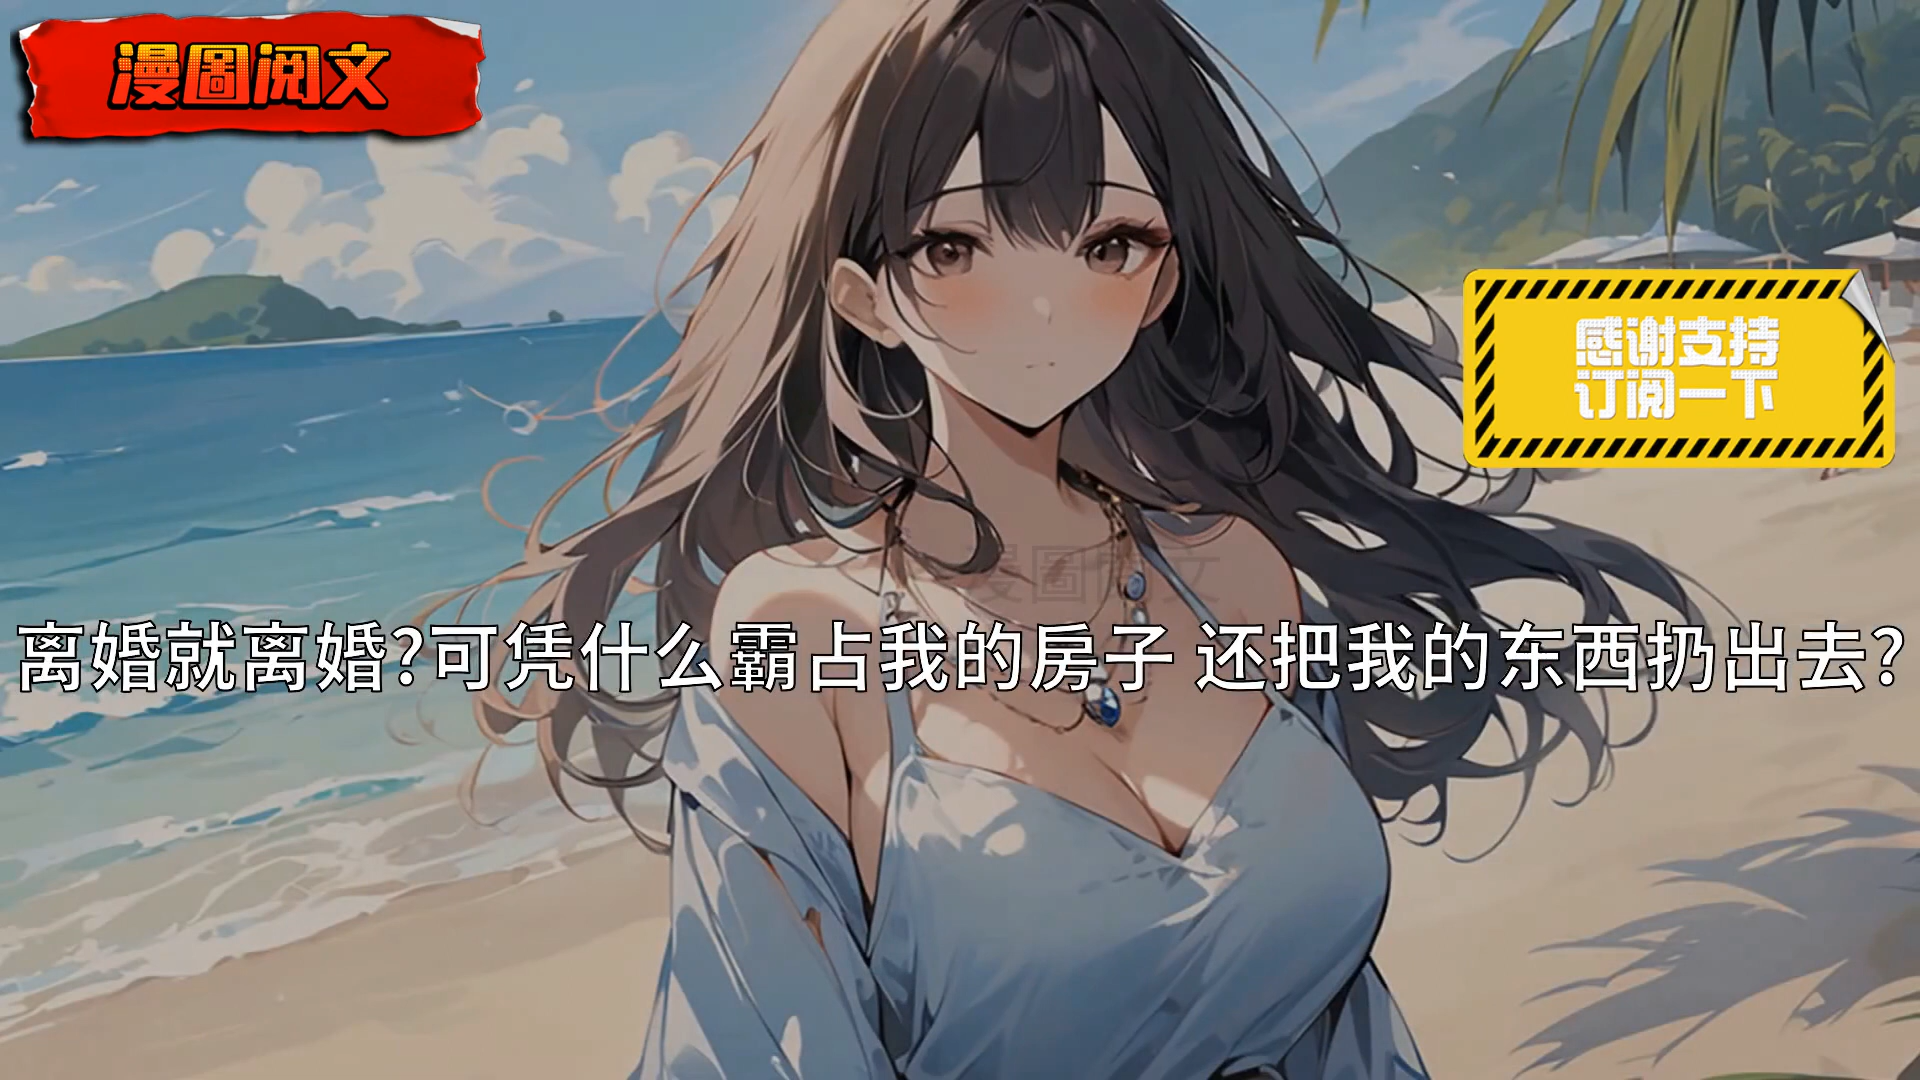 漫圖阅文
感谢支持
订阅一下
漫圖阅文
离婚就离婚?可凭什么霸占我的房子 还把我的东西扔出去?